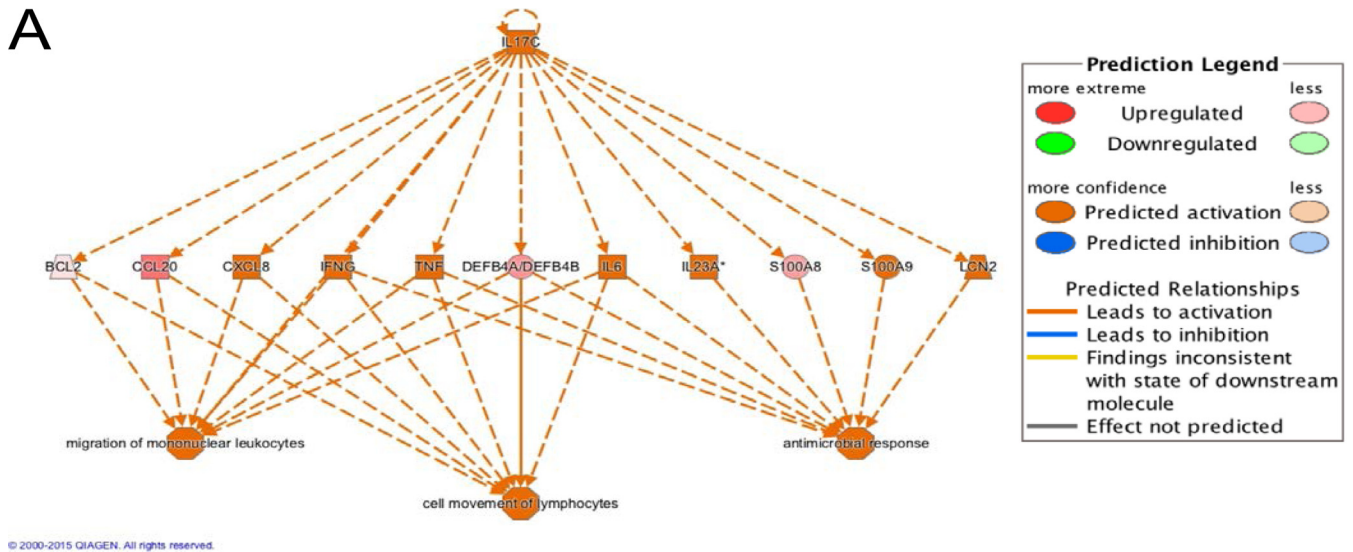 A
IL17C
BCL2 CCL20 CXCL8 IFNG TNF DEFB4A/DEFB4B IL6 IL23A* S100A8 S100A9 LCN2
migration of mononuclear leukocytes
antimicrobial response
cell movement of lymphocytes
© 2000-2015 QIAGEN. All rights reserved.
Prediction Legend
more extreme less
Upregulated
Downregulated
more confidence less
Predicted activation
Predicted inhibition
Predicted Relationships
Leads to activation
Leads to inhibition
Findings inconsistent
with state of downstream
molecule
Effect not predicted